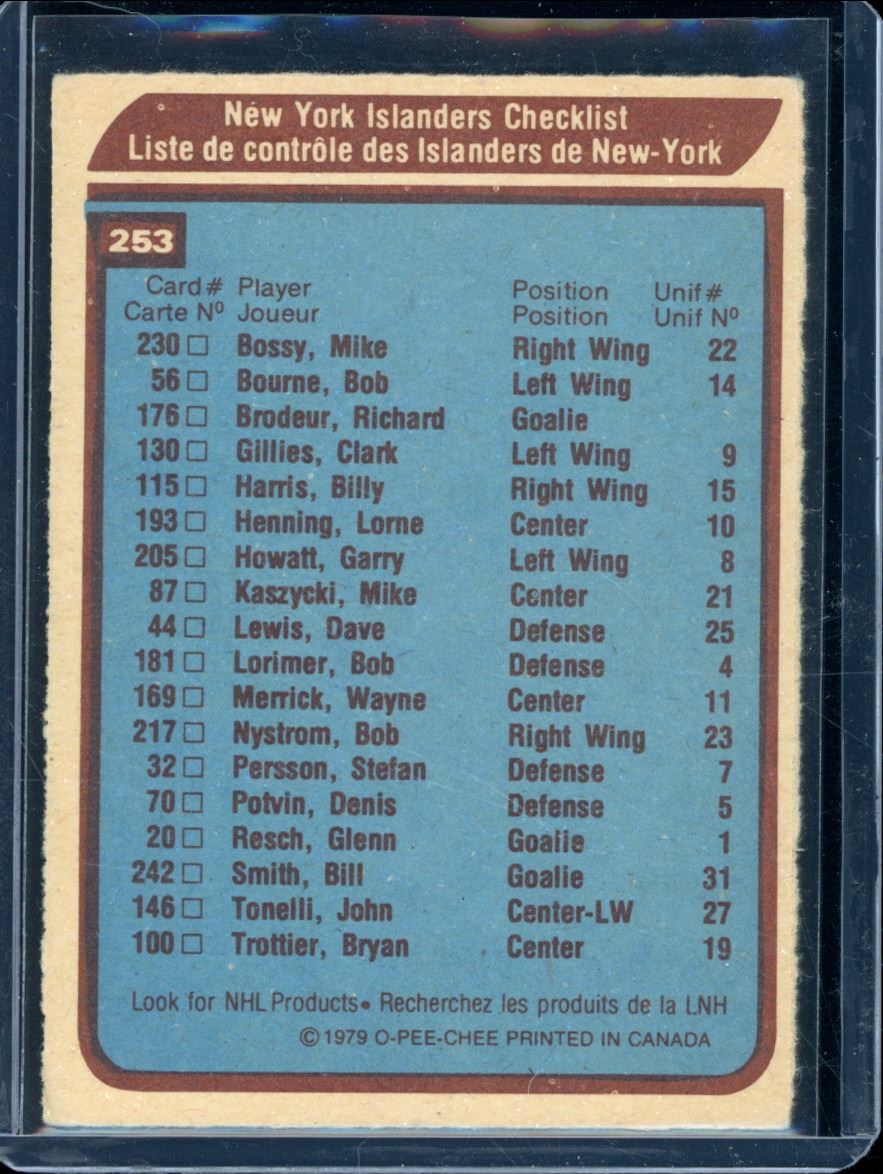 New York Islanders Checklist
Liste de contrôle des Islanders de New-York
253
Card # Player Position Unif #
Carte Nº Joueur Position Unif Nº
230 □ Bossy, Mike Right Wing 22
56 □ Bourne, Bob Left Wing 14
176 □ Brodeur, Richard Goalie
130 □ Gillies, Clark Left Wing 9
115 □ Harris, Billy Right Wing 15
193 □ Henning, Lorne Center 10
205 □ Howatt, Garry Left Wing 8
87 □ Kaszycki, Mike Center 21
44 □ Lewis, Dave Defense 25
181 □ Lorimer, Bob Defense 4
169 □ Merrick, Wayne Center 11
217 □ Nystrom, Bob Right Wing 23
32 □ Persson, Stefan Defense 7
70 □ Potvin, Denis Defense 5
20 □ Resch, Glenn Goalie 1
242 □ Smith, Bill Goalie 31
146 □ Tonelli, John Center-LW 27
100 □ Trottier, Bryan Center 19
Look for NHL Products • Recherchez les produits de la LNH
© 1979 O-PEE-CHEE PRINTED IN CANADA